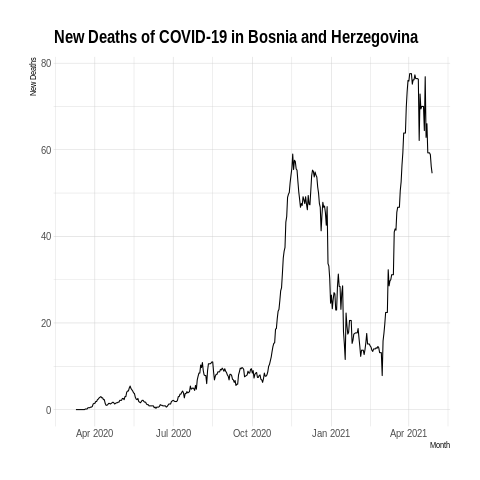 New Deaths of COVID-19 in Bosnia and Herzegovina
New Deaths
80
60
40
20
0
Apr 2020 Jul 2020 Oct 2020 Jan 2021 Apr 2021
Month